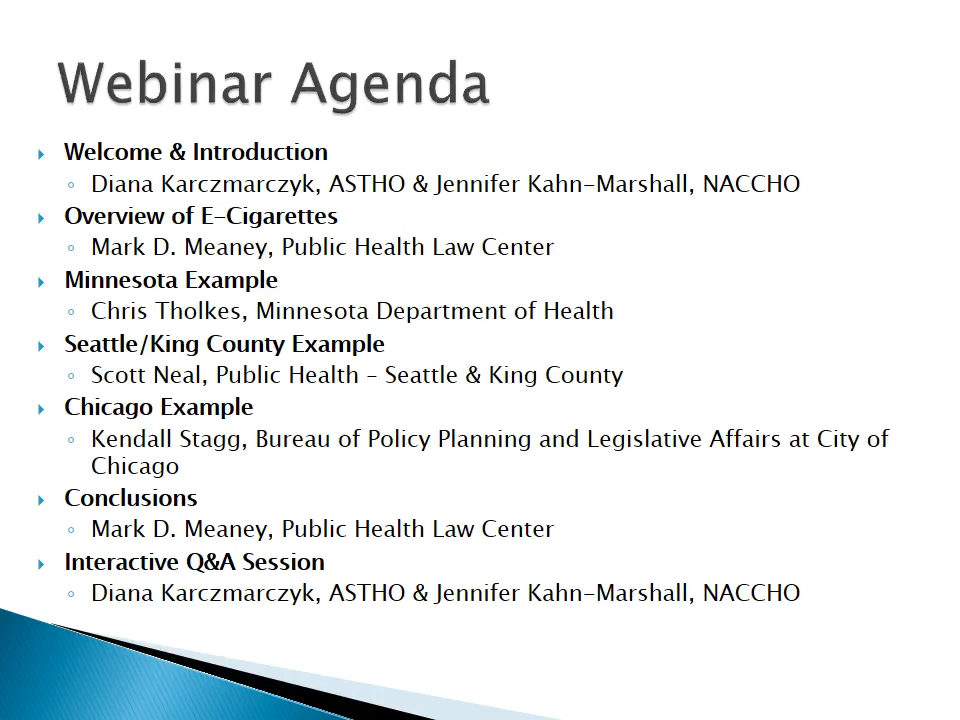 Webinar Agenda
Welcome & Introduction
Diana Karczmarczyk, ASTHO & Jennifer Kahn-Marshall, NACCHO
Overview of E-Cigarettes
Mark D. Meaney, Public Health Law Center
Minnesota Example
Chris Tholkes, Minnesota Department of Health
Seattle/King County Example
Scott Neal, Public Health – Seattle & King County
Chicago Example
Kendall Stagg, Bureau of Policy Planning and Legislative Affairs at City of
Chicago
Conclusions
Mark D. Meaney, Public Health Law Center
Interactive Q&A Session
Diana Karczmarczyk, ASTHO & Jennifer Kahn-Marshall, NACCHO